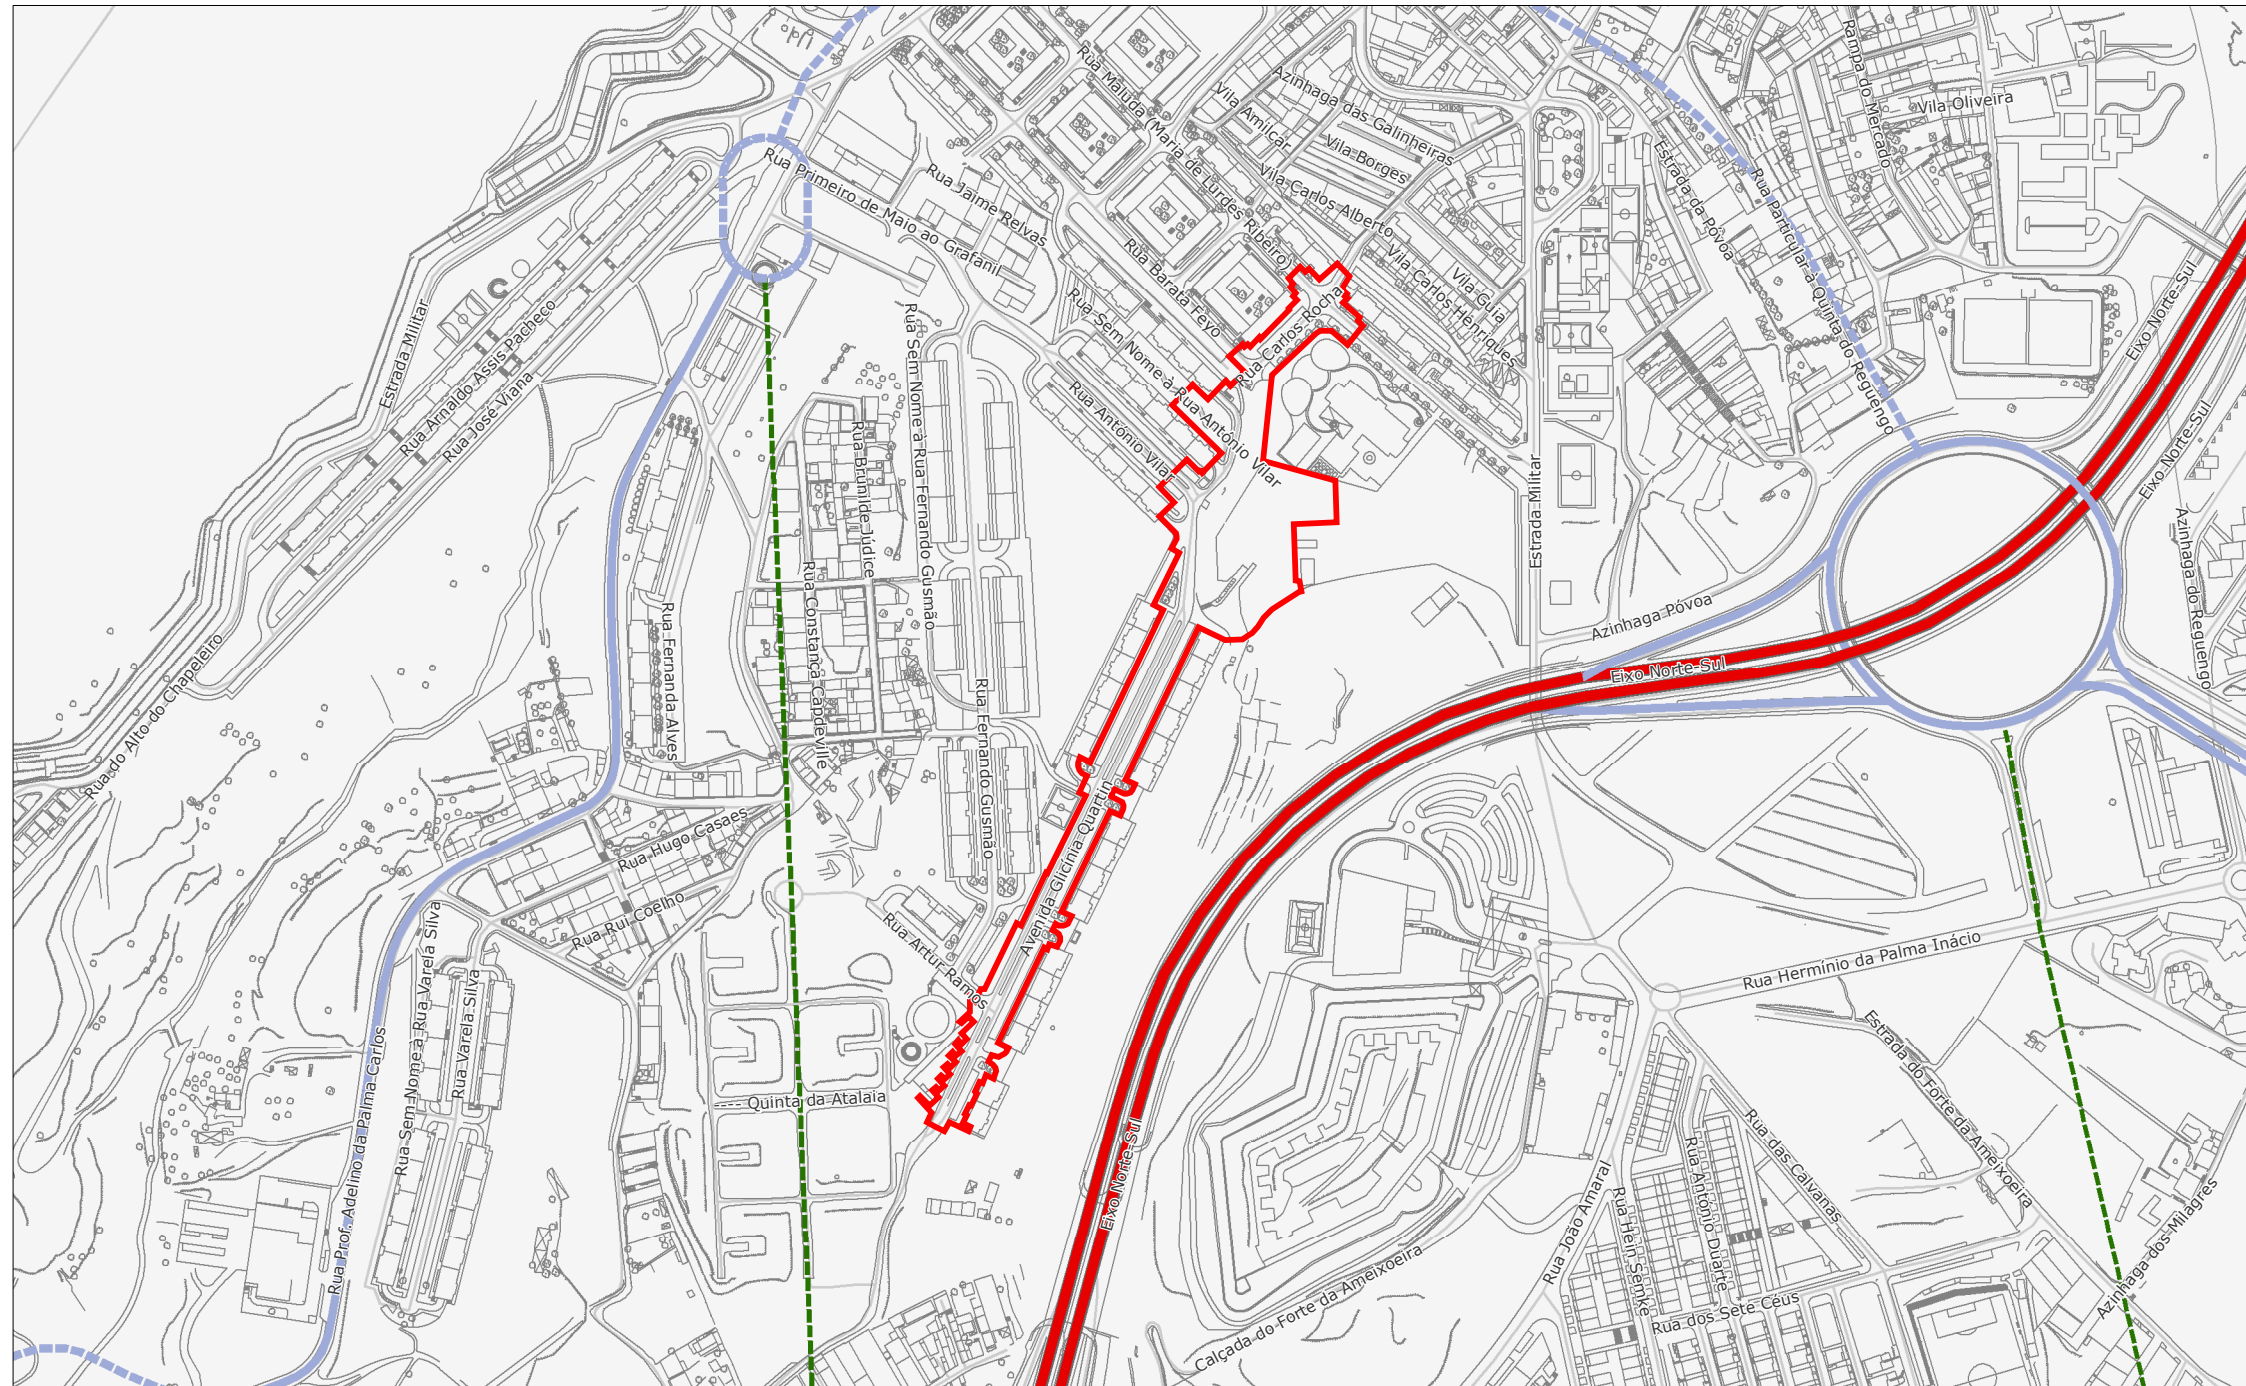 Rua Maluda (Maria de Lurdes Ribeiro)
Azinhaga das Galinheiras
Vila Amílcar
Vila Borges
Vila Carlos Alberto
Rampa do Mercado
Vila Oliveira
Estrada da Póvoa
Rua Particular à Quinta do Reguengo
Rua Primeiro de Maio ao Grafanil
Rua Jaime Relvas
Rua Barata Feyo
Vila Carlos Henriques
Vila Guia
Rua Carlos Rocha
Rua Sem Nome à Rua António Vilar
Rua António Vilar
Estrada Militar
Rua Arnaldo Assis Pacheco
Rua José Viana
Rua Sem Nome à Rua Fernando Gusmão
Rua Brunilde Júdice
Rua Constança Capdeville
Rua Fernanda Alves
Rua do Alto do Chapeleiro
Rua Fernando Gusmão
Estrada Militar
Eixo Norte-Sul
Eixo Norte-Sul
Azinhaga do Reguengo
Azinhaga Póvoa
Eixo Norte-Sul
Avenida Glicínia Quartin
Rua Hugo Casaes
Rua Rui Coelho
Rua Artur Ramos
Rua Sem Nome à Rua Varela Silva
Rua Varela Silva
Rua Prof. Adelino da Palma Carlos
Quinta da Atalaia
Eixo Norte-Sul
Rua Hermínio da Palma Inácio
Estrada do Forte da Ameixoeira
Rua das Calvanas
Rua António Duarte
Rua Hein Semke
Rua João Amaral
Azinhaga dos Milagres
Rua dos Sete Céus
Calçada do Forte da Ameixoeira